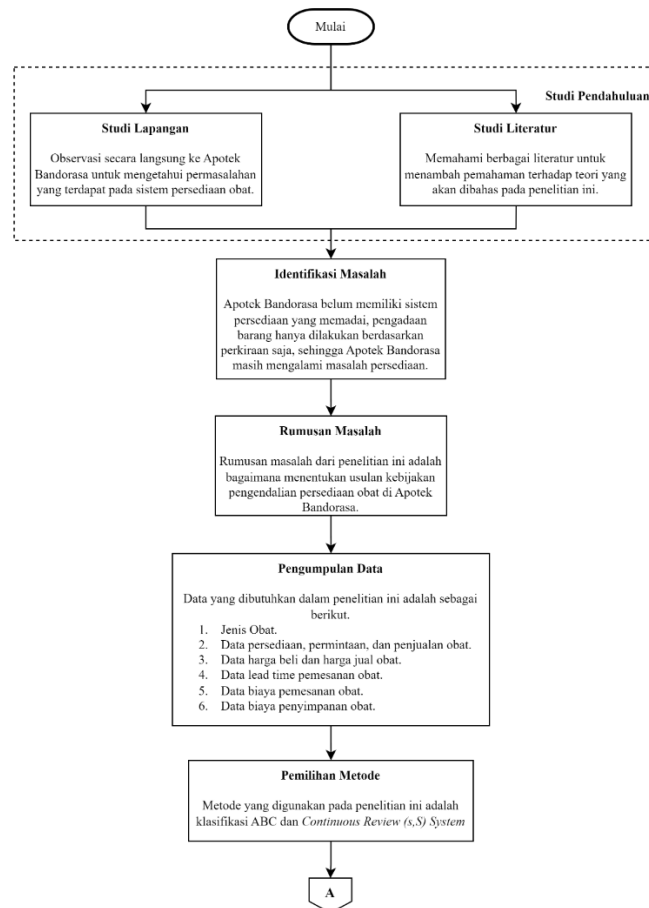 Mulai
Studi Pendahuluan
Studi Lapangan
Observasi secara langsung ke Apotek
Bandorasa untuk mengetahui permasalahan
yang terdapat pada sistem persediaan obat.
Studi Literatur
Memahami berbagai literatur untuk
menambah pemahaman terhadap teori yang
akan dibahas pada penelitian ini.
Identifikasi Masalah
Apotek Bandorasa belum memiliki sistem
persediaan yang memadai, pengadaan
barang hanya dilakukan berdasarkan
perkiraan saja, sehingga Apotek Bandorasa
masih mengalami masalah persediaan.
Rumusan Masalah
Rumusan masalah dari penelitian ini adalah
bagaimana menentukan usulan kebijakan
pengendalian persediaan obat di Apotek
Bandorasa.
Pengumpulan Data
Data yang dibutuhkan dalam penelitian ini adalah sebagai
berikut.
1. Jenis Obat.
2. Data persediaan, permintaan, dan penjualan obat.
3. Data harga beli dan harga jual obat.
4. Data lead time pemesanan obat.
5. Data biaya pemesanan obat.
6. Data biaya penyimpanan obat.
Pemilihan Metode
Metode yang digunakan pada penelitian ini adalah
klasifikasi ABC dan Continuous Review (s,S) System
A